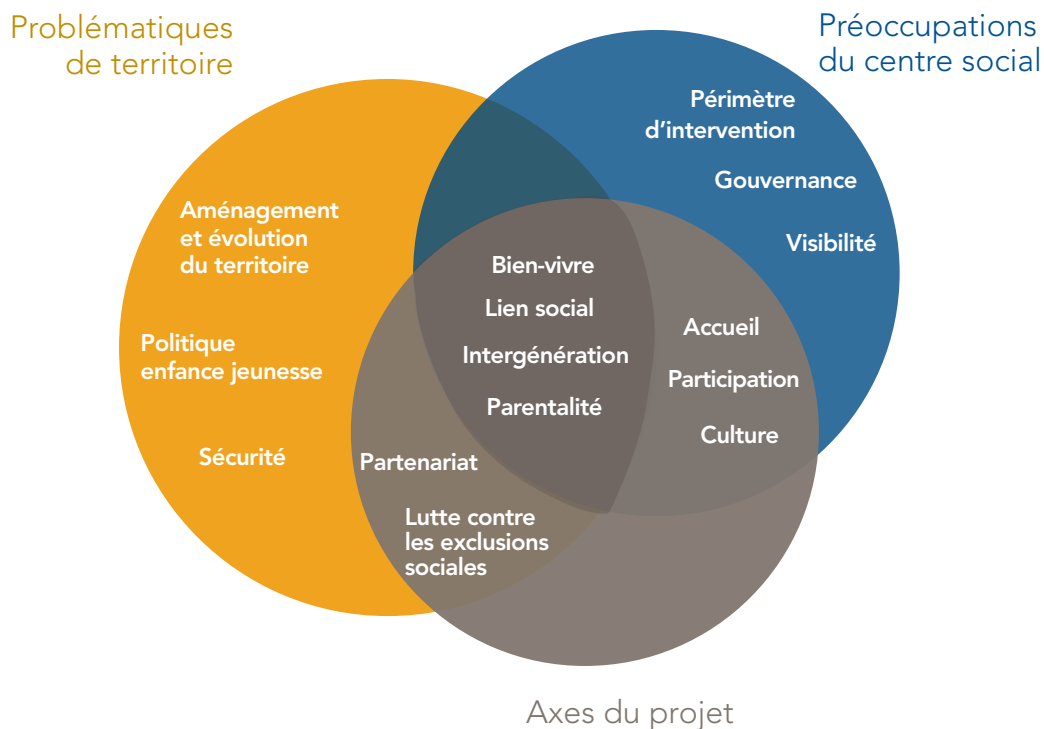 Problématiques
de territoire
Préoccupations
du centre social
Périmètre
d'intervention
Gouvernance
Visibilité
Aménagement
et évolution
du territoire
Politique
enfance jeunesse
Sécurité
Bien-vivre
Lien social
Intergénération
Parentalité
Accueil
Participation
Culture
Partenariat
Lutte contre
les exclusions
sociales
Axes du projet